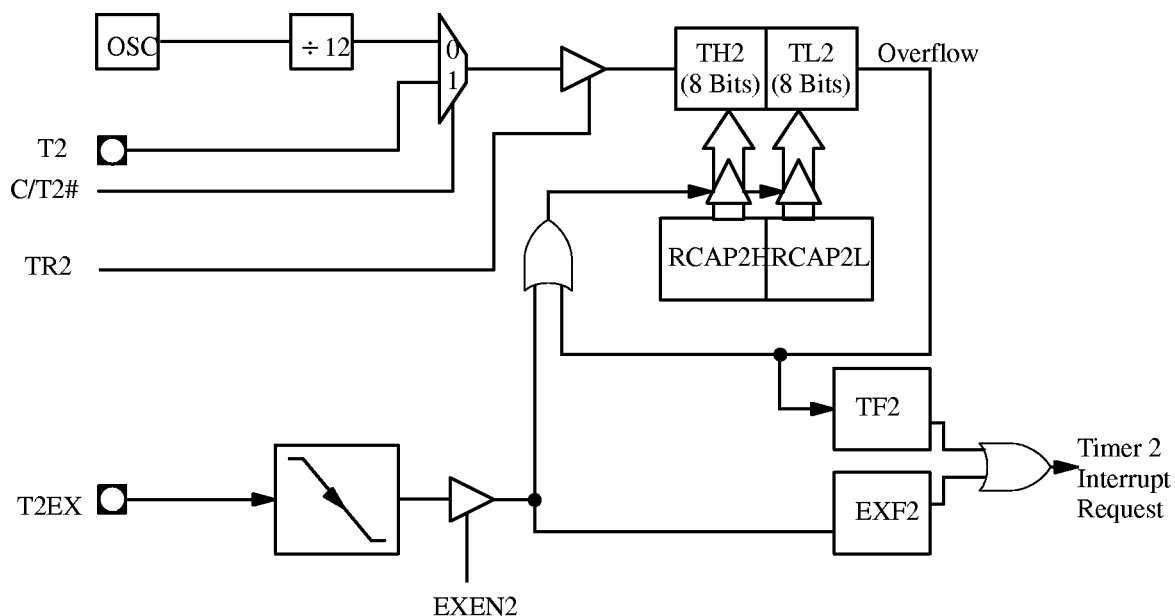 OSC
÷ 12
0
1
TH2
(8 Bits)
TL2
(8 Bits)
Overflow
T2
C/T2#
TR2
RCAP2H
RCAP2L
TF2
T2EX
EXF2
Timer 2
Interrupt
Request
EXEN2